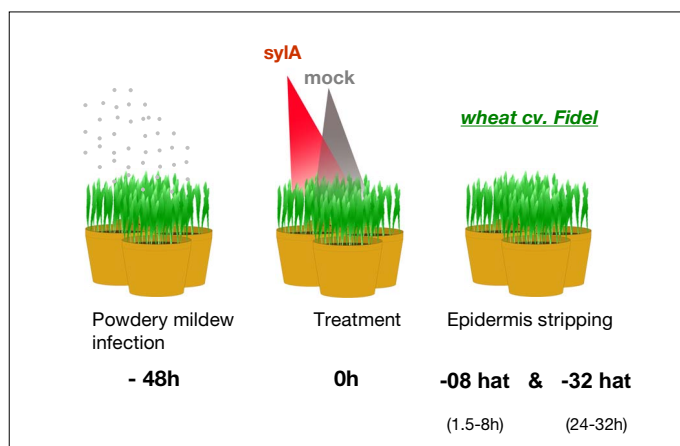 sylA
mock
wheat cv. Fidel
Powdery mildew
infection
Treatment
Epidermis stripping
- 48h
0h
-08 hat & -32 hat
(1.5-8h)
(24-32h)